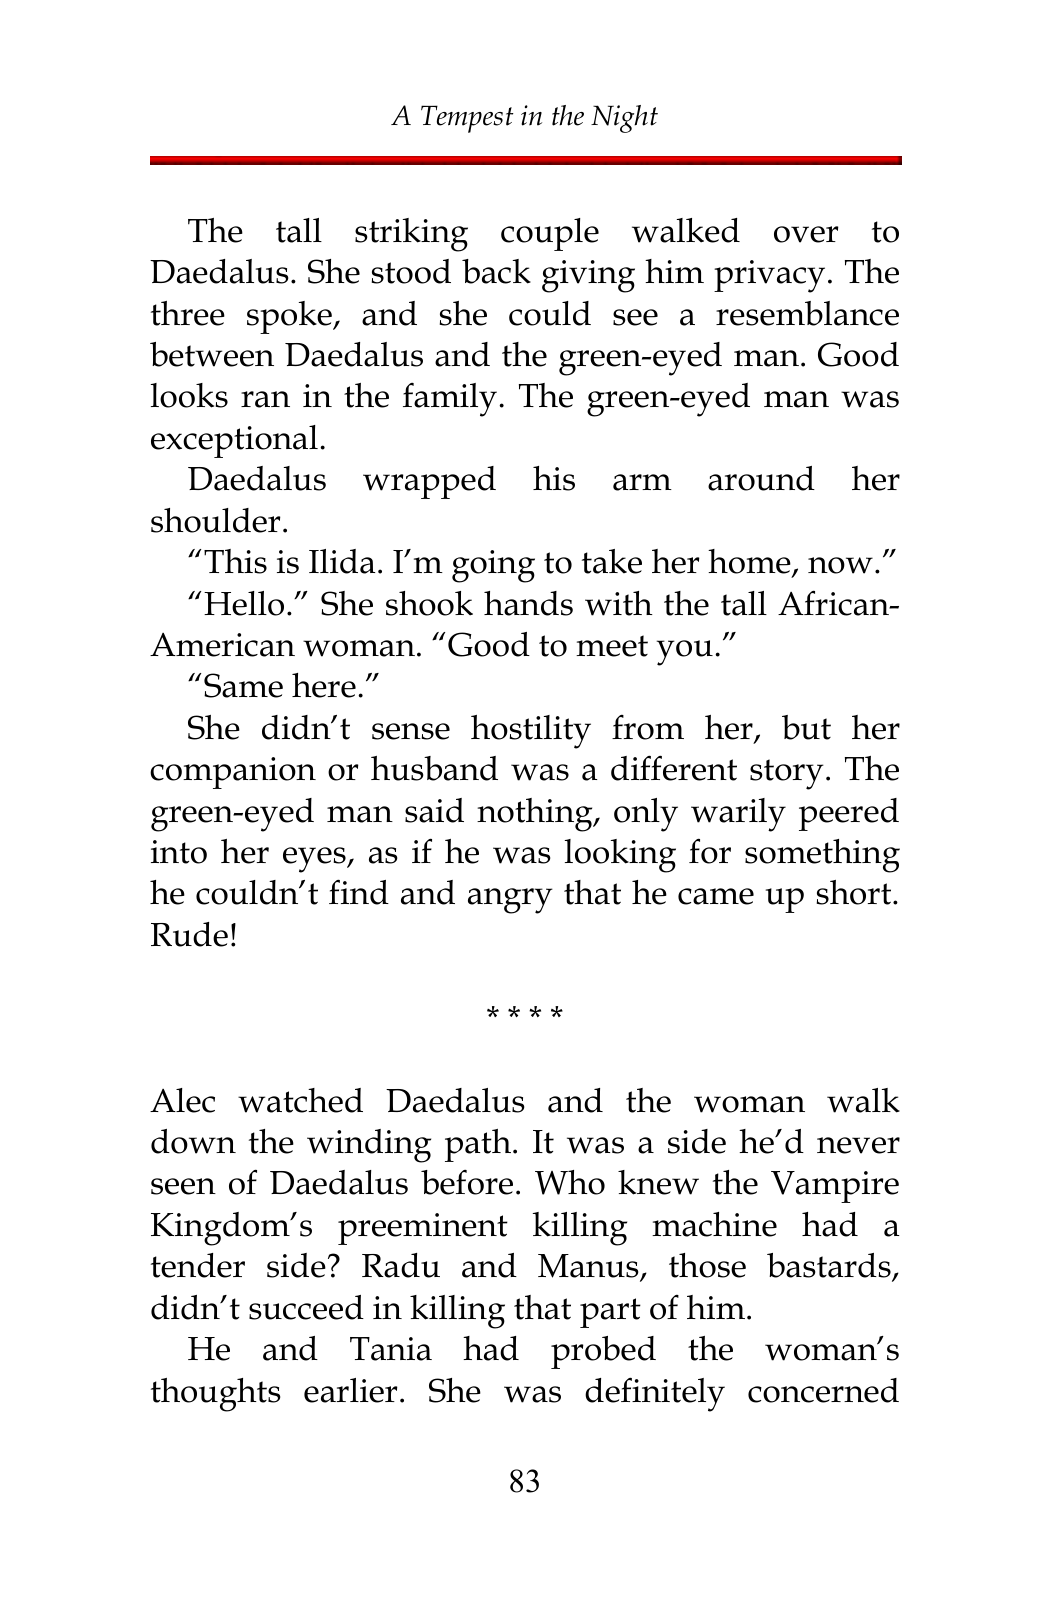 A Tempest in the Night
The tall striking couple walked over to
Daedalus. She stood back giving him privacy. The
three spoke, and she could see a resemblance
between Daedalus and the green-eyed man. Good
looks ran in the family. The green-eyed man was
exceptional.
Daedalus wrapped his arm around her
shoulder.
“This is Ilida. I’m going to take her home, now.”
“Hello.” She shook hands with the tall African-
American woman. “Good to meet you.”
“Same here.”
She didn’t sense hostility from her, but her
companion or husband was a different story. The
green-eyed man said nothing, only warily peered
into her eyes, as if he was looking for something
he couldn’t find and angry that he came up short.
Rude!
* * * *
Alec watched Daedalus and the woman walk
down the winding path. It was a side he’d never
seen of Daedalus before. Who knew the Vampire
Kingdom’s preeminent killing machine had a
tender side? Radu and Manus, those bastards,
didn’t succeed in killing that part of him.
He and Tania had probed the woman’s
thoughts earlier. She was definitely concerned
83